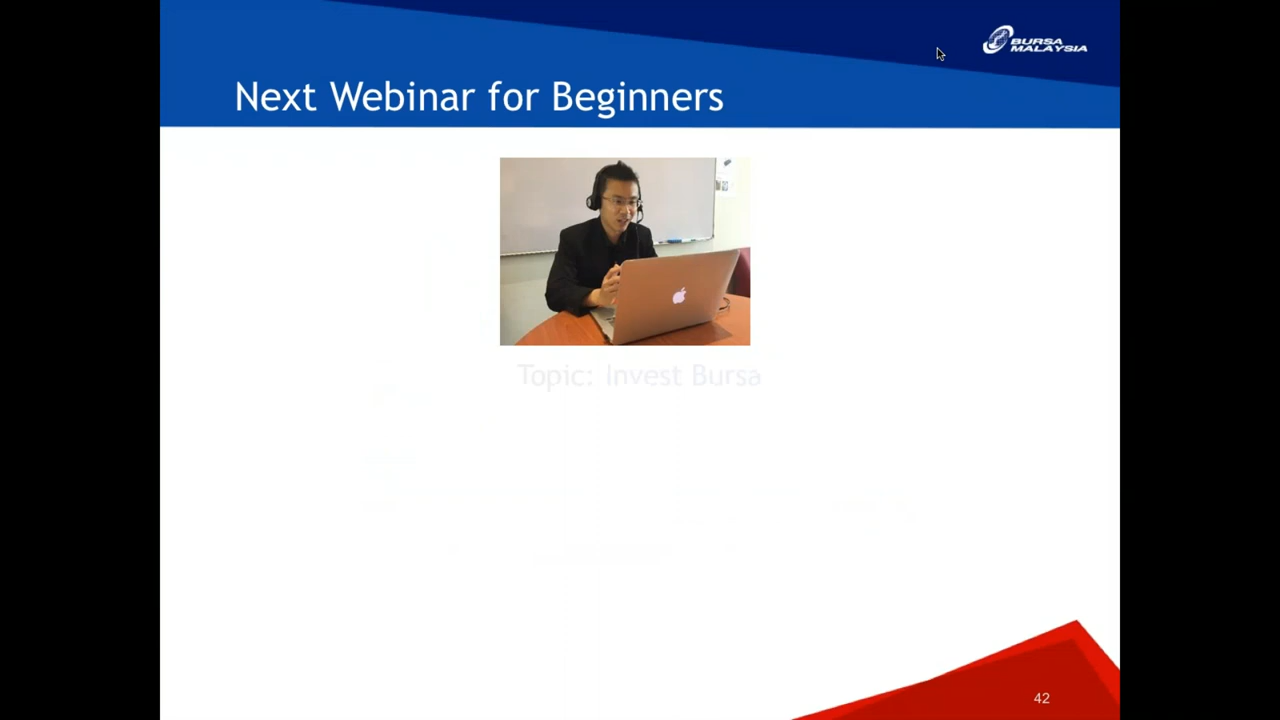 BURSA
MALAYSIA
Next Webinar for Beginners
Topic: Invest Bursa
42